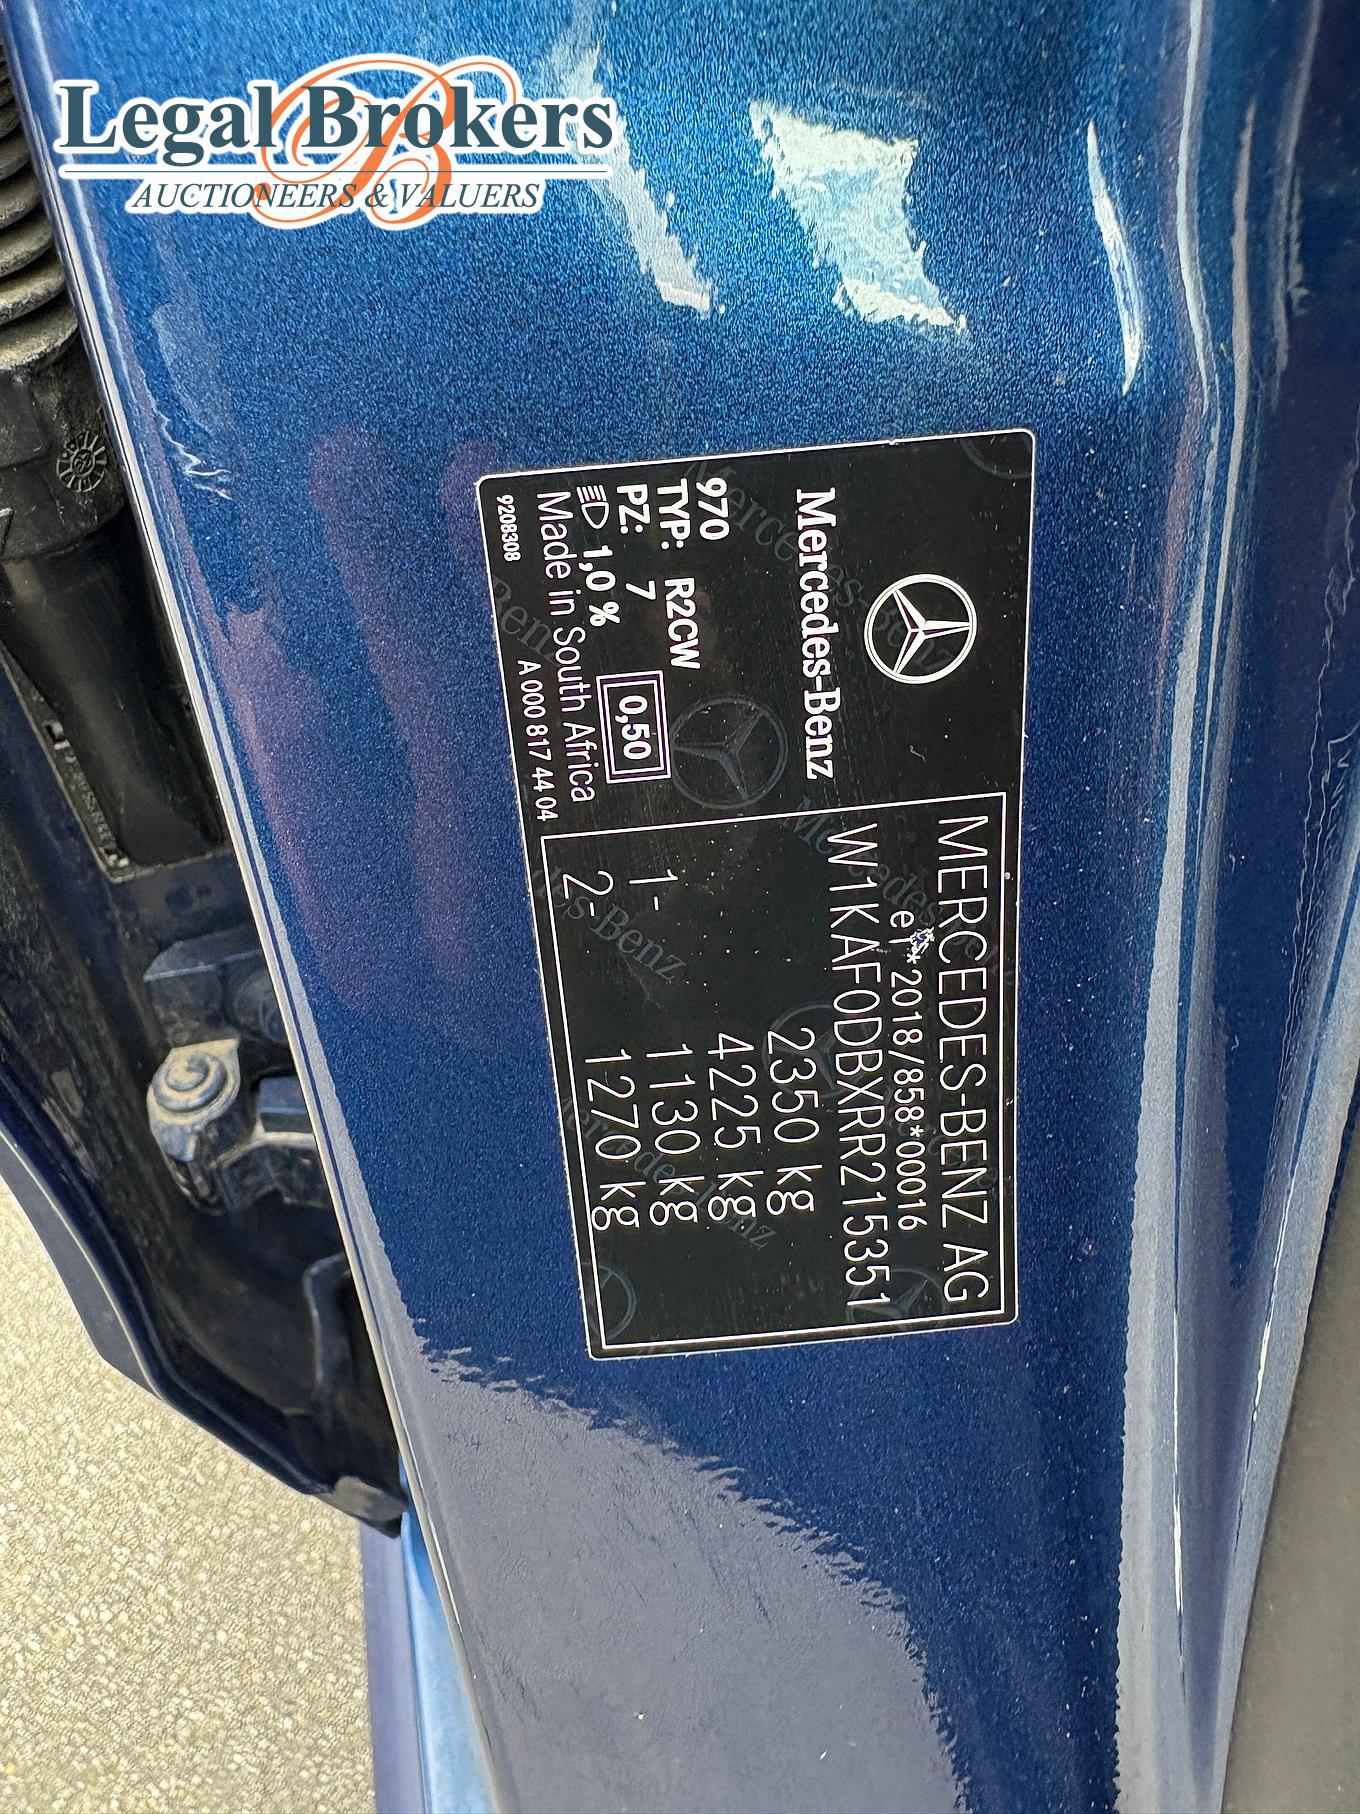 Legal Brokers
AUCTIONEERS & VALUERS
Mercedes-Benz
970
TYP: R2CW
PZ: 7
1,0 %
0,50
Made in South Africa
9208308
A 000 817 44 04
MERCEDES-BENZ AG
e1*2018/858*00016
W1KAF0DBXRR215351
2350 kg
4225 kg
1- 1130 kg
2- 1270 kg